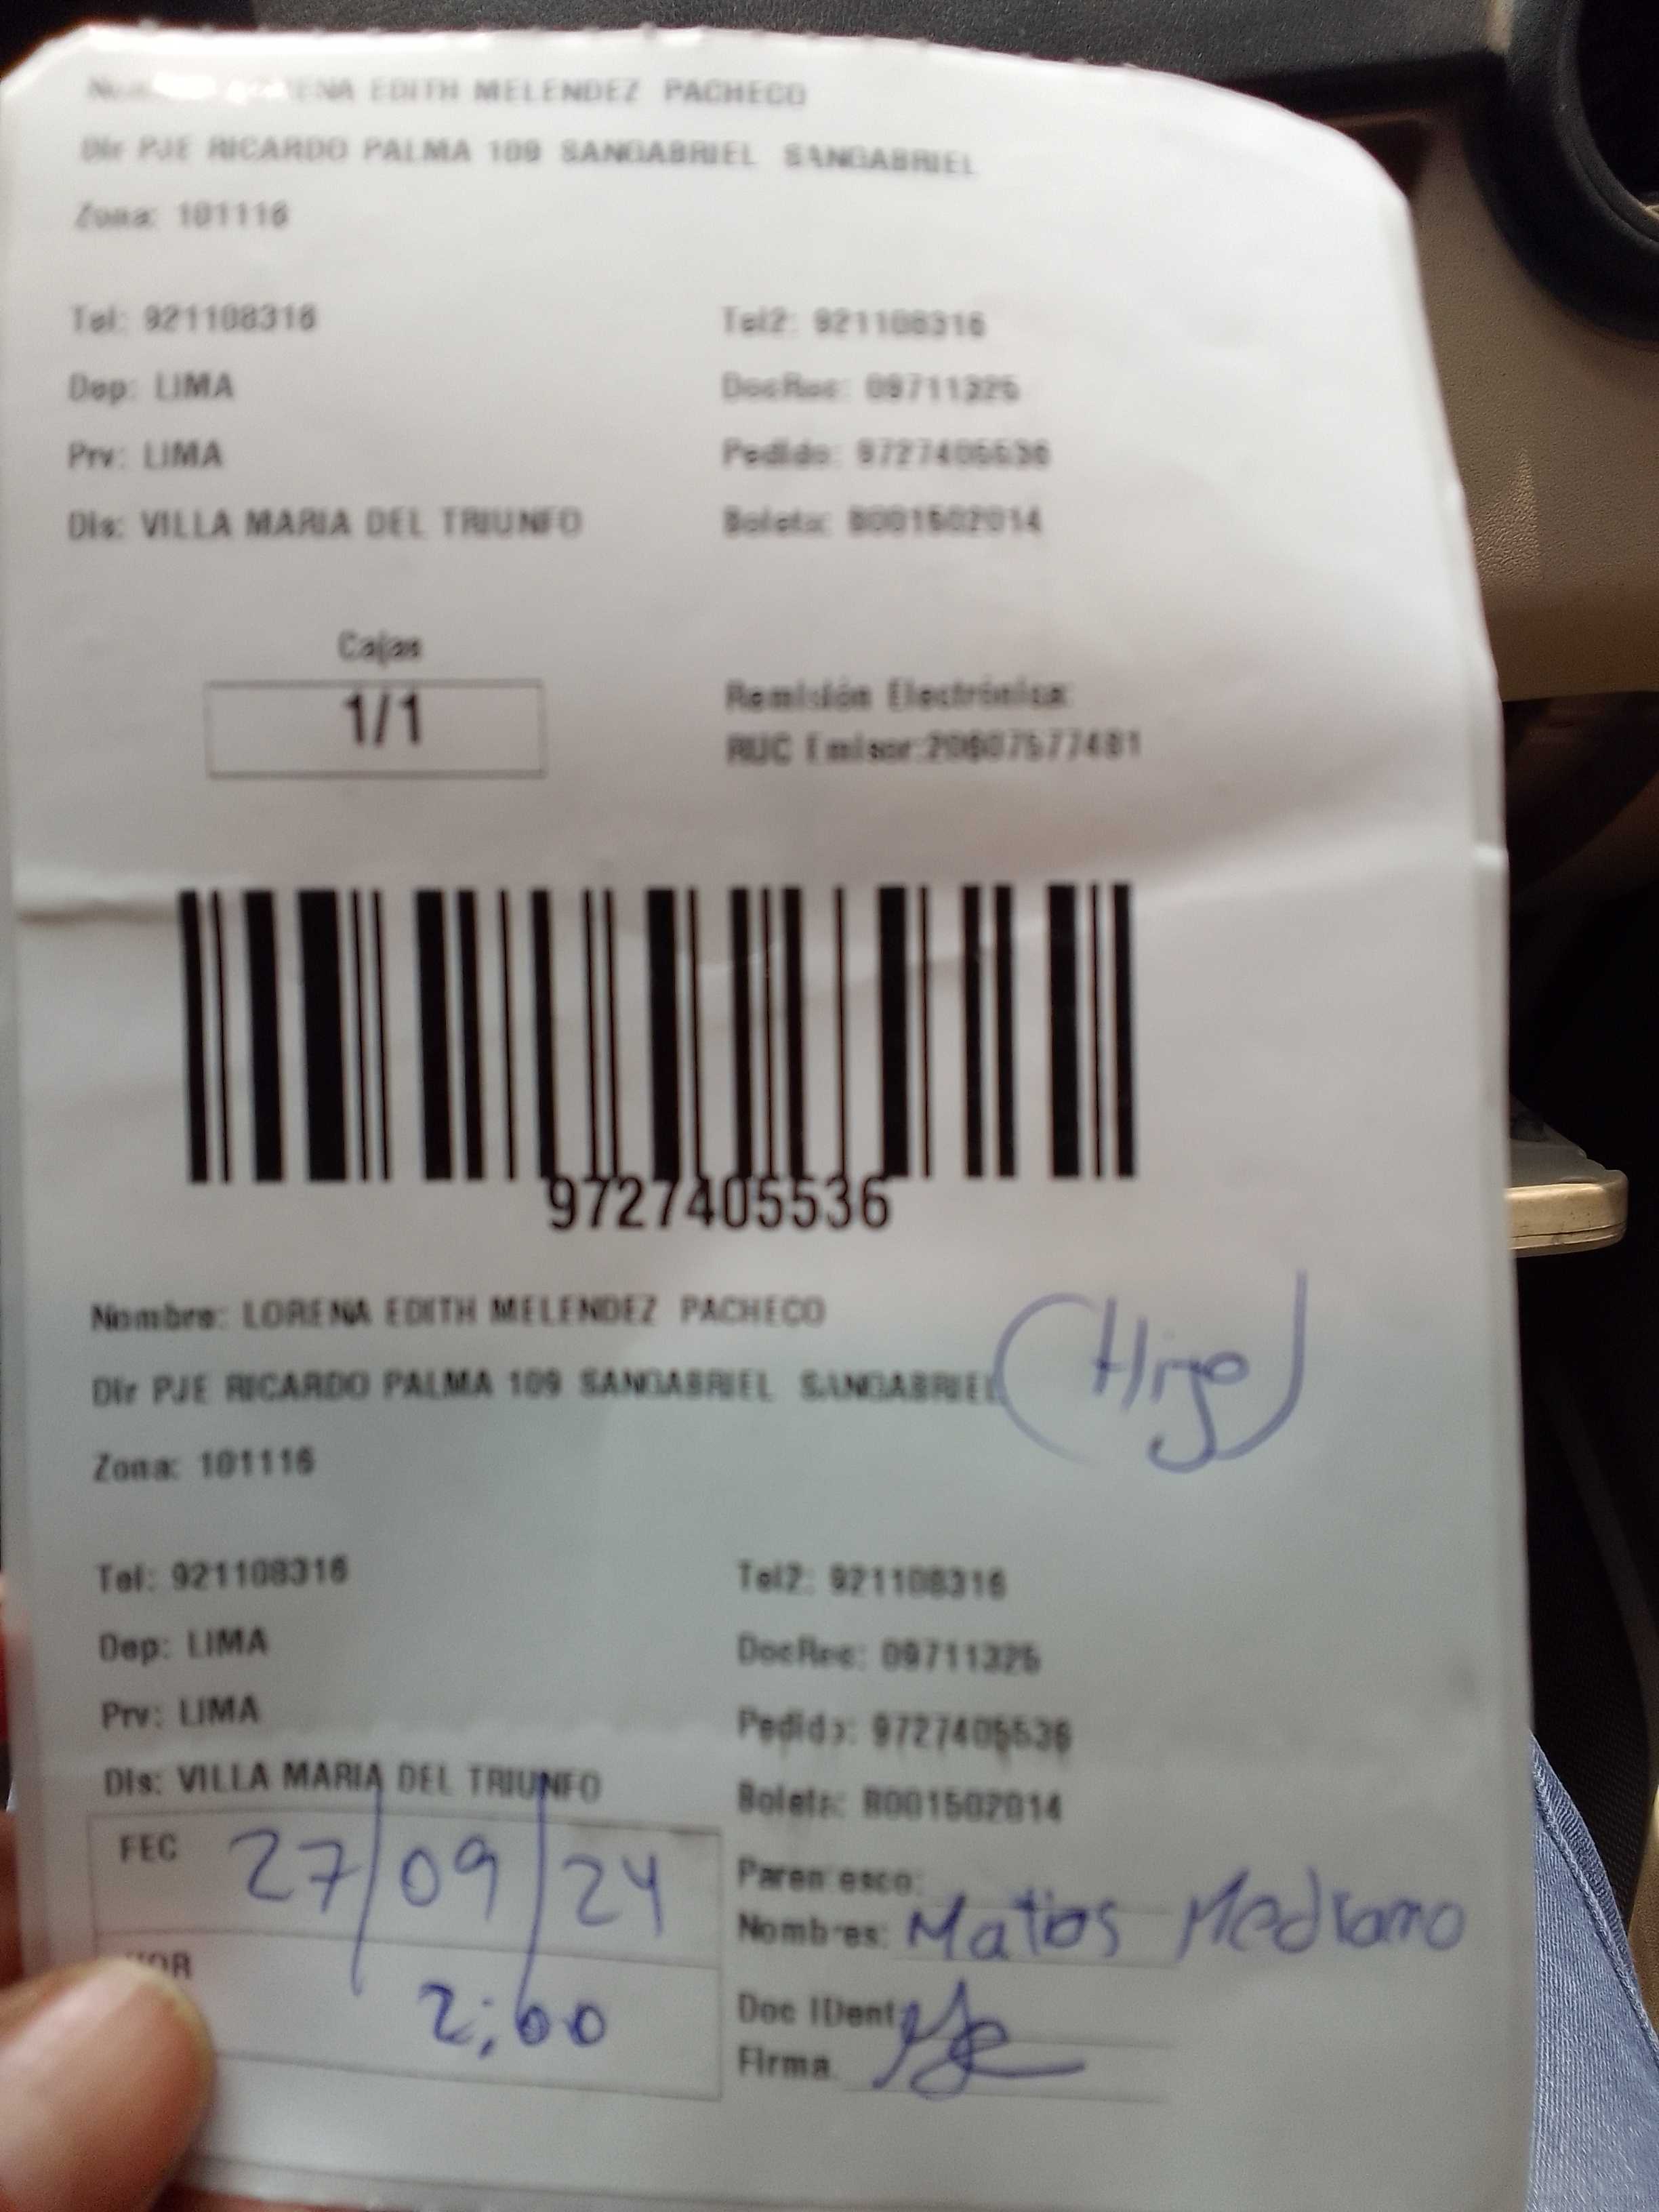 LORENA EDITH MELENDEZ PACHECO
Dir PJE RICARDO PALMA 109 SANGABRIEL SANGABRIEL
Zona: 101116
Tel: 921108316 Tel2: 921108316
Dep: LIMA DocRec: 09711325
Prv: LIMA Pedido: 9727405536
Dis: VILLA MARIA DEL TRIUNFO Boleta: B001502014
Cajas
1/1
Remisión Electrónica:
RUC Emisor:20607577481
9727405536
Nombre: LORENA EDITH MELENDEZ PACHECO
(Hijo)
Dir PJE RICARDO PALMA 109 SANGABRIEL SANGABRIEL
Zona: 101116
Tel: 921108316 Tel2: 921108316
Dep: LIMA DocRec: 09711325
Prv: LIMA Pedido: 9727405536
Dis: VILLA MARIA DEL TRIUNFO Boleta: B001502014
FEC 27/09/24 Parentesco:
Nombres: Matios Medrano
HOR 2:00 Doc IDent:
Firma: